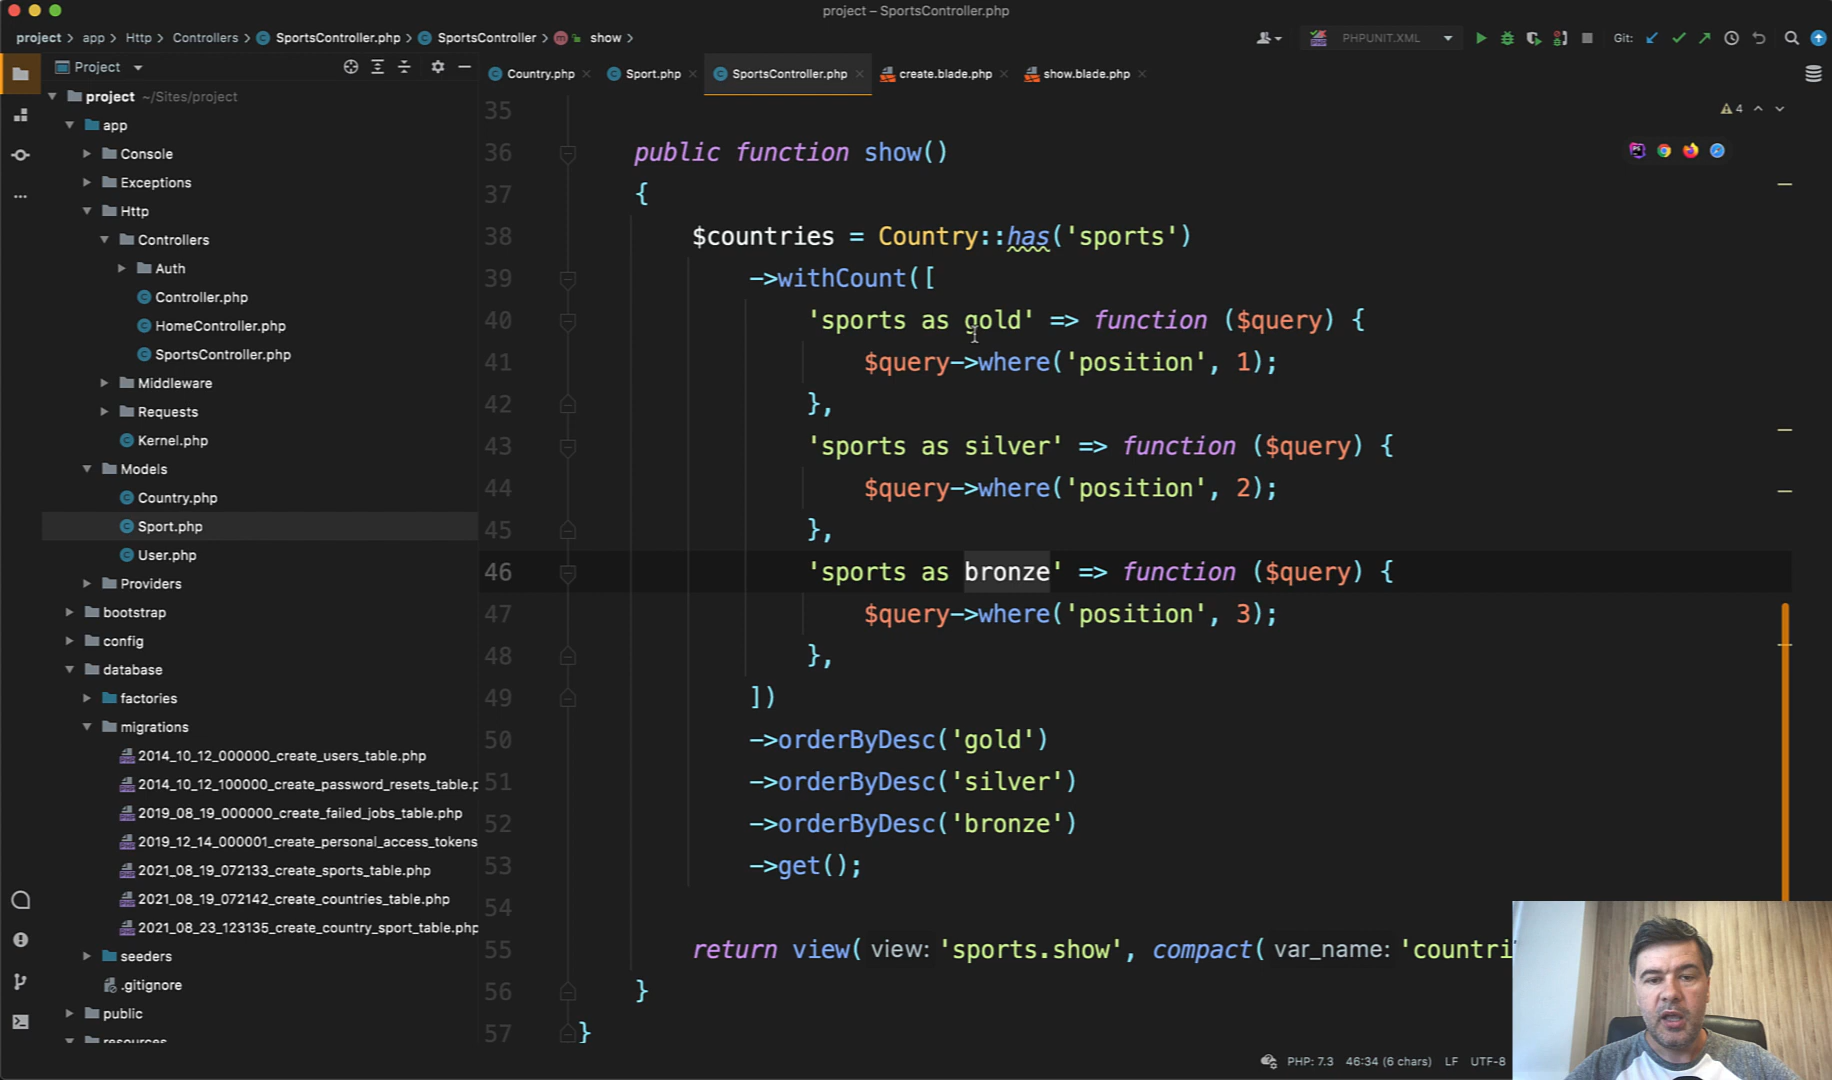 project – SportsController.php
project app Http Controllers SportsController.php SportsController show
PHPUNIT.XML
Git:
Project
Country.php
Sport.php
SportsController.php
create.blade.php
show.blade.php
4
project ~/Sites/project
app
Console
Exceptions
Http
Controllers
Auth
Controller.php
HomeController.php
SportsController.php
Middleware
Requests
Kernel.php
Models
Country.php
Sport.php
User.php
Providers
bootstrap
config
database
factories
migrations
2014_10_12_000000_create_users_table.php
2014_10_12_100000_create_password_resets_table.p
2019_08_19_000000_create_failed_jobs_table.php
2019_12_14_000001_create_personal_access_tokens
2021_08_19_072133_create_sports_table.php
2021_08_19_072142_create_countries_table.php
2021_08_23_123135_create_country_sport_table.php
seeders
.gitignore
public
resources
35
36 public function show()
37 {
38 $countries = Country::has('sports')
39 ->withCount([
40 'sports as gold' => function ($query) {
41 $query->where('position', 1);
42 },
43 'sports as silver' => function ($query) {
44 $query->where('position', 2);
45 },
46 'sports as bronze' => function ($query) {
47 $query->where('position', 3);
48 },
49 ])
50 ->orderByDesc('gold')
51 ->orderByDesc('silver')
52 ->orderByDesc('bronze')
53 ->get();
54
55 return view( view: 'sports.show', compact( var_name: 'countri
56 }
57 }
PHP: 7.3 46:34 (6 chars) LF UTF-8